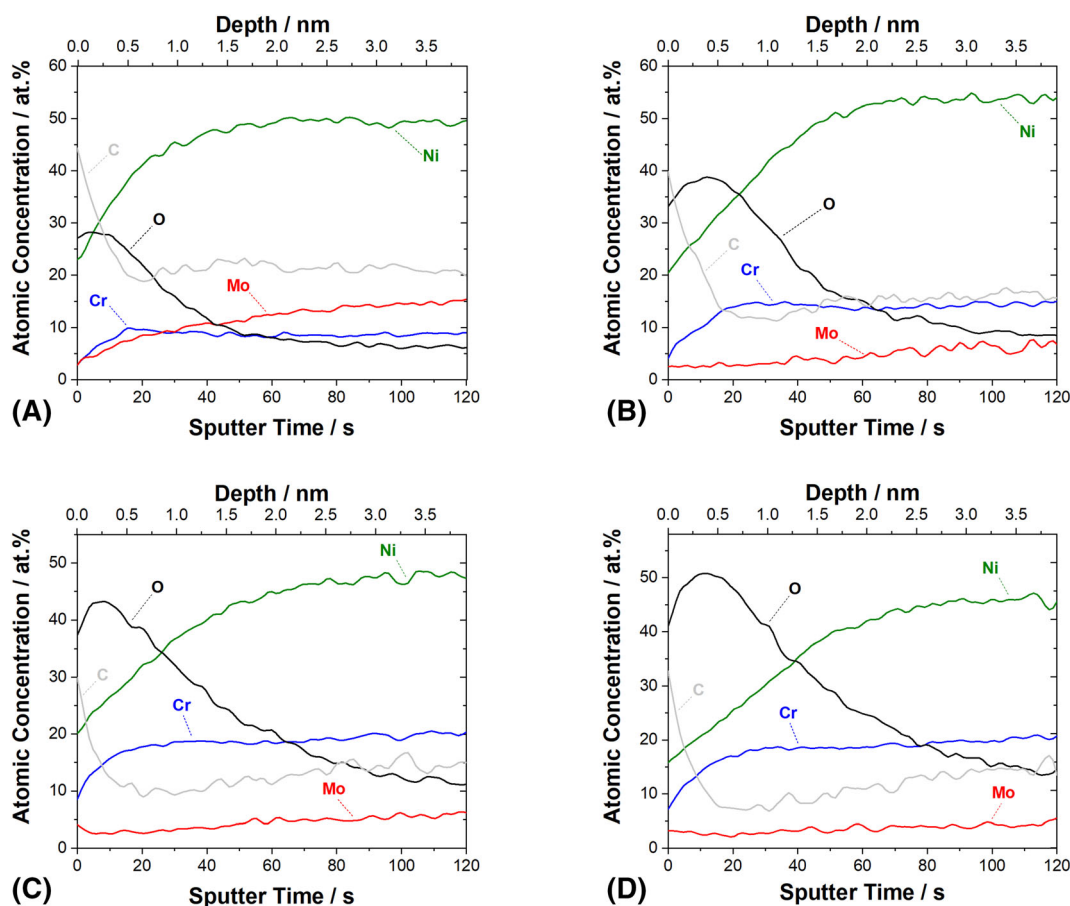 Depth / nm
0.0 0.5 1.0 1.5 2.0 2.5 3.0 3.5
Atomic Concentration / at.%
60
50
40
30
20
10
0
C
Ni
O
Mo
Cr
0 20 40 60 80 100 120
(A)
Sputter Time / s
Depth / nm
0.0 0.5 1.0 1.5 2.0 2.5 3.0 3.5
Atomic Concentration / at.%
60
50
40
30
20
10
0
Ni
O
C
Cr
Mo
0 20 40 60 80 100 120
(B)
Sputter Time / s
Depth / nm
0.0 0.5 1.0 1.5 2.0 2.5 3.0 3.5
Atomic Concentration / at.%
50
40
30
20
10
0
Ni
O
C
Cr
Mo
0 20 40 60 80 100 120
(C)
Sputter Time / s
Depth / nm
0.0 0.5 1.0 1.5 2.0 2.5 3.0 3.5
Atomic Concentration / at.%
50
40
30
20
10
0
Ni
O
C
Cr
Mo
0 20 40 60 80 100 120
(D)
Sputter Time / s